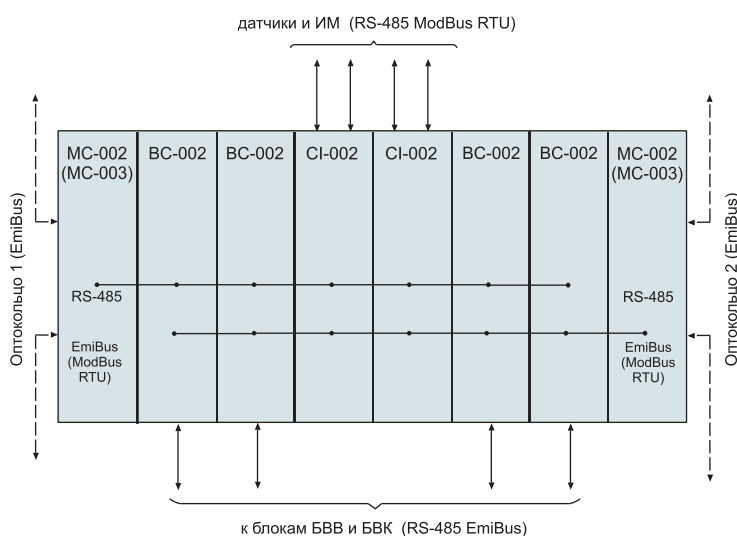 датчики и ИМ (RS-485 ModBus RTU)
MC-002
(MC-003)
BC-002
BC-002
CI-002
CI-002
BC-002
BC-002
MC-002
(MC-003)
Оптокольцо 1 (EmiBus)
Оптокольцо 2 (EmiBus)
RS-485
RS-485
EmiBus
(ModBus
RTU)
EmiBus
(ModBus
RTU)
к блокам БВВ и БВК (RS-485 EmiBus)